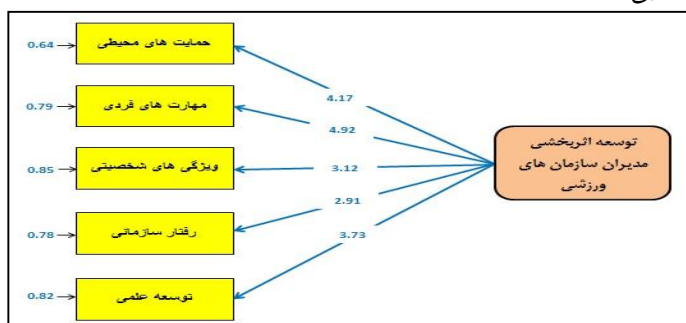 حمایت های محیطی
0.64
4.17
مهارت های فردی
0.79
4.92
توسعه اثربخشی
مدیران سازمان های
ورزشی
ویژگی های شخصیتی
0.85
3.12
رفتار سازمانی
0.78
2.91
توسعه علمی
0.82
3.73